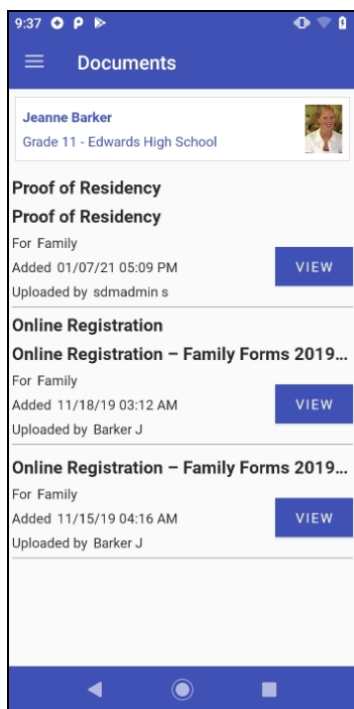 9:37
Documents
Jeanne Barker
Grade 11 - Edwards High School
Proof of Residency
Proof of Residency
For Family
Added 01/07/21 05:09 PM
VIEW
Uploaded by sdmadmin s
Online Registration
Online Registration – Family Forms 2019...
For Family
Added 11/18/19 03:12 AM
VIEW
Uploaded by Barker J
Online Registration – Family Forms 2019...
For Family
Added 11/15/19 04:16 AM
VIEW
Uploaded by Barker J